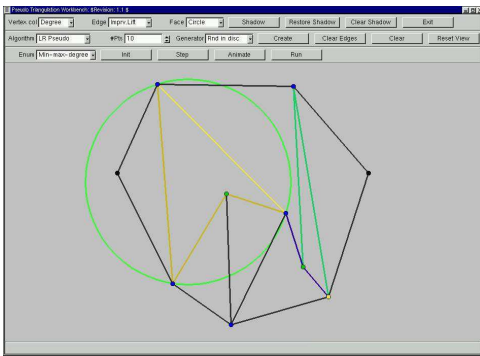 Pseudo Triangulation Workbench: $Revision: 1.1 $
Vertex col Degree Edge Inprv.Lift Face Circle Shadow Restore Shadow Clear Shadow Exit
Algorithm LR Pseudo #Pts 10 Generator Rnd in disc Create Clear Edges Clear Reset View
Enum Min-max-degree Init Step Animate Run